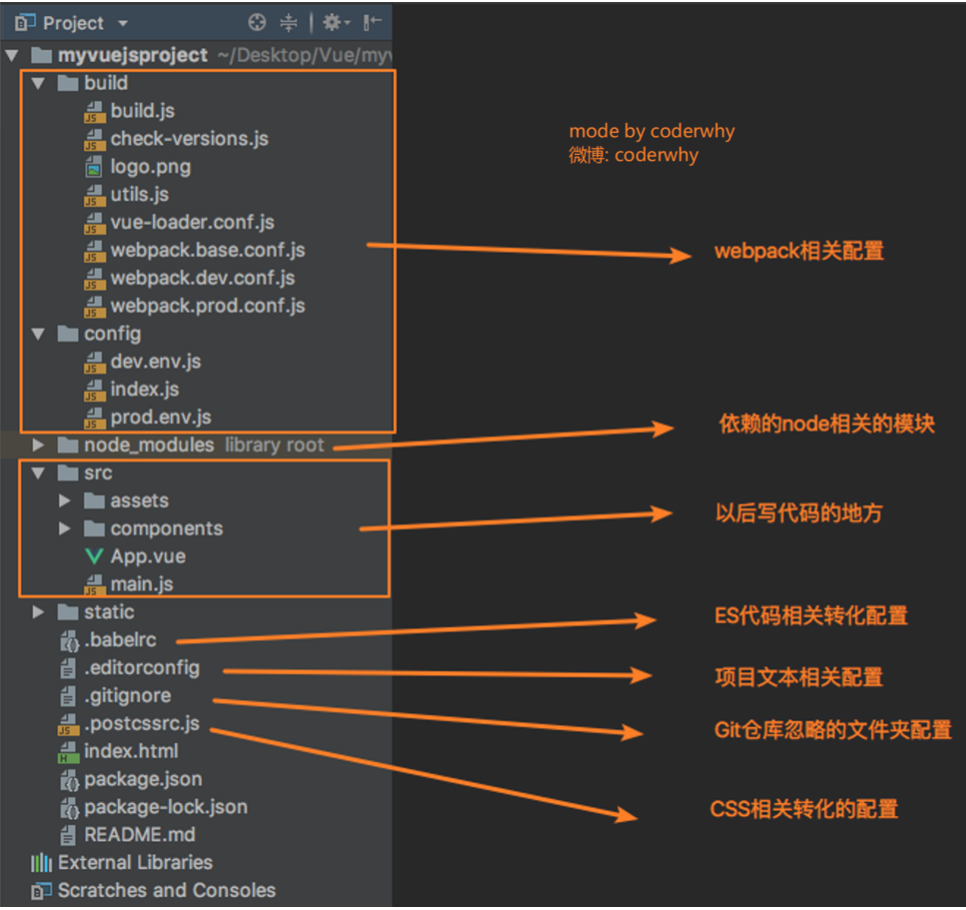 Project
myvuejsproject ~/Desktop/Vue/my
build
build.js
check-versions.js
logo.png
utils.js
vue-loader.conf.js
webpack.base.conf.js
webpack.dev.conf.js
webpack.prod.conf.js
config
dev.env.js
index.js
prod.env.js
node_modules library root
src
assets
components
App.vue
main.js
static
.babelrc
.editorconfig
.gitignore
.postcssrc.js
index.html
package.json
package-lock.json
README.md
External Libraries
Scratches and Consoles
mode by coderwhy
微博: coderwhy
webpack相关配置
依赖的node相关的模块
以后写代码的地方
ES代码相关转化配置
项目文本相关配置
Git仓库忽略的文件夹配置
CSS相关转化的配置